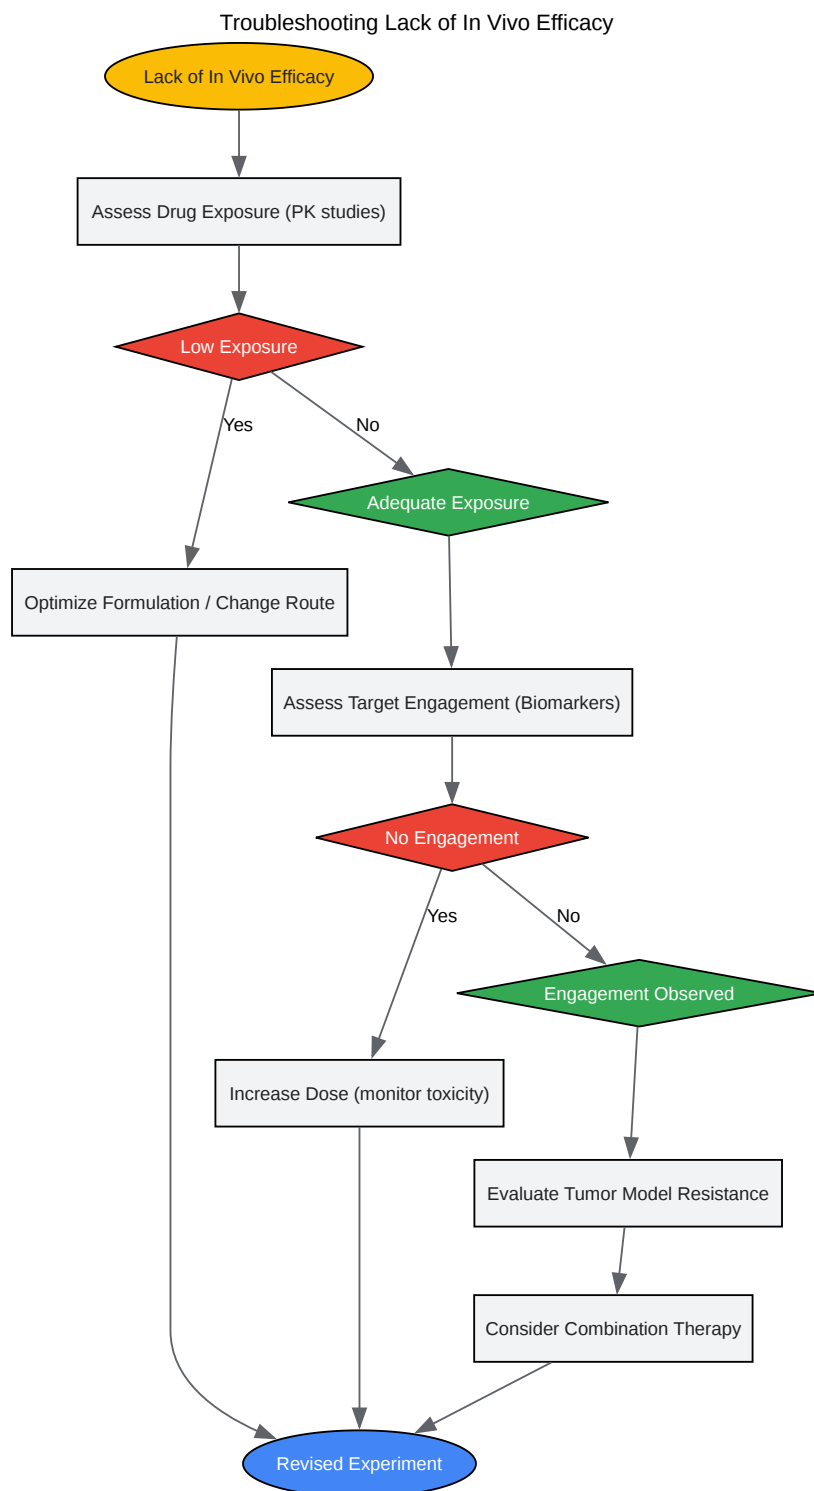 Troubleshooting Lack of In Vivo Efficacy
Lack of In Vivo Efficacy
Assess Drug Exposure (PK studies)
Low Exposure
Yes
No
Adequate Exposure
Optimize Formulation / Change Route
Assess Target Engagement (Biomarkers)
No Engagement
Yes
No
Engagement Observed
Increase Dose (monitor toxicity)
Evaluate Tumor Model Resistance
Consider Combination Therapy
Revised Experiment